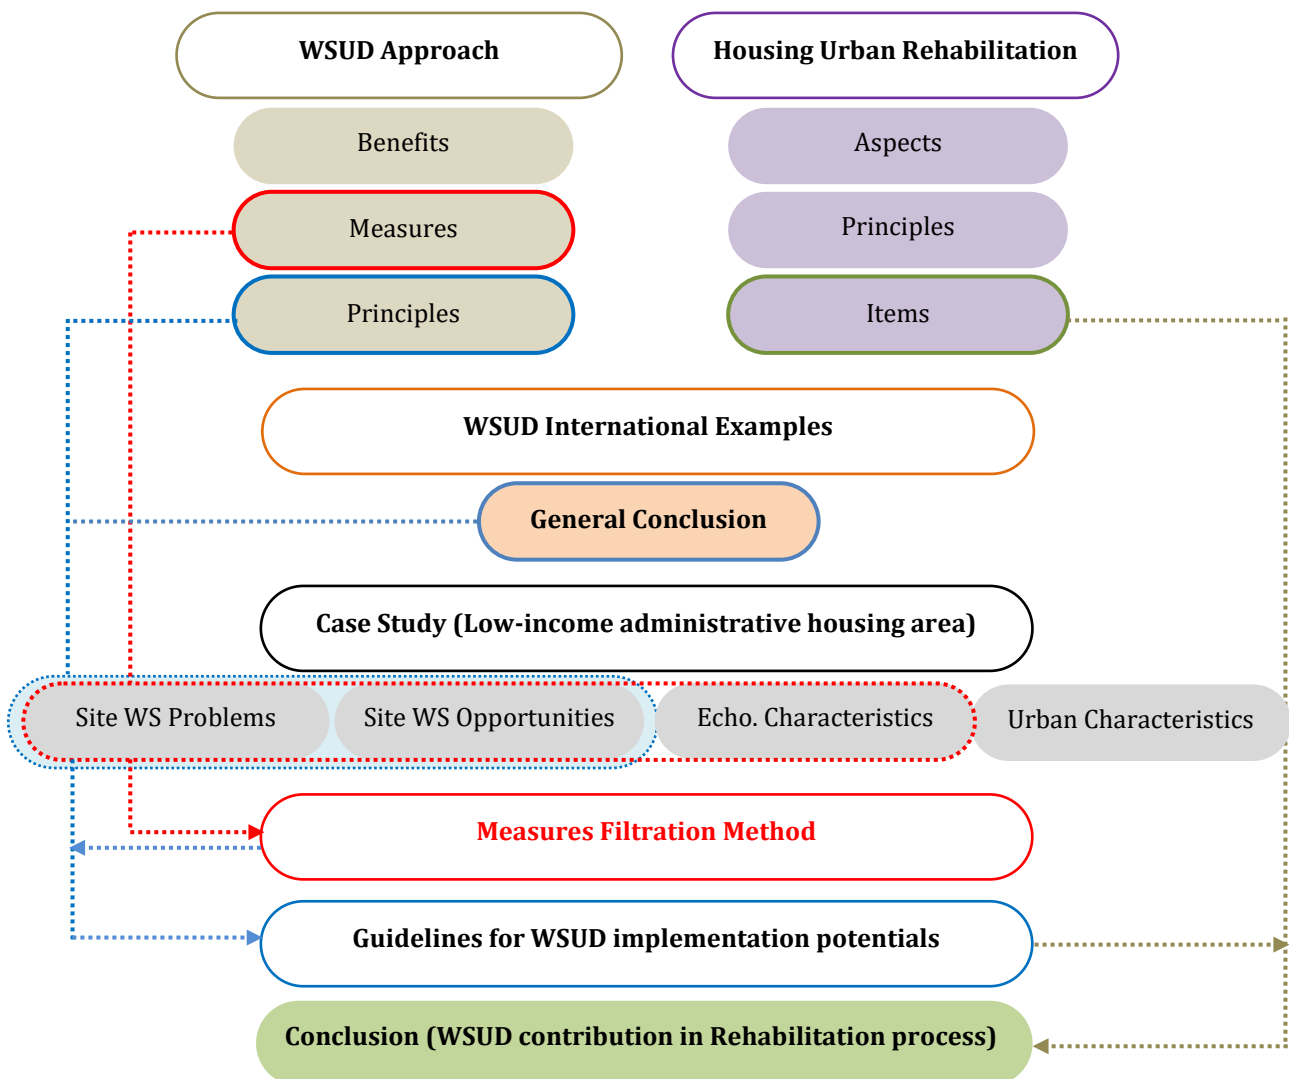 WSUD Approach
Housing Urban Rehabilitation
Benefits
Aspects
Measures
Principles
Principles
Items
WSUD International Examples
General Conclusion
Case Study (Low-income administrative housing area)
Site WS Problems
Site WS Opportunities
Echo. Characteristics
Urban Characteristics
Measures Filtration Method
Guidelines for WSUD implementation potentials
Conclusion (WSUD contribution in Rehabilitation process)